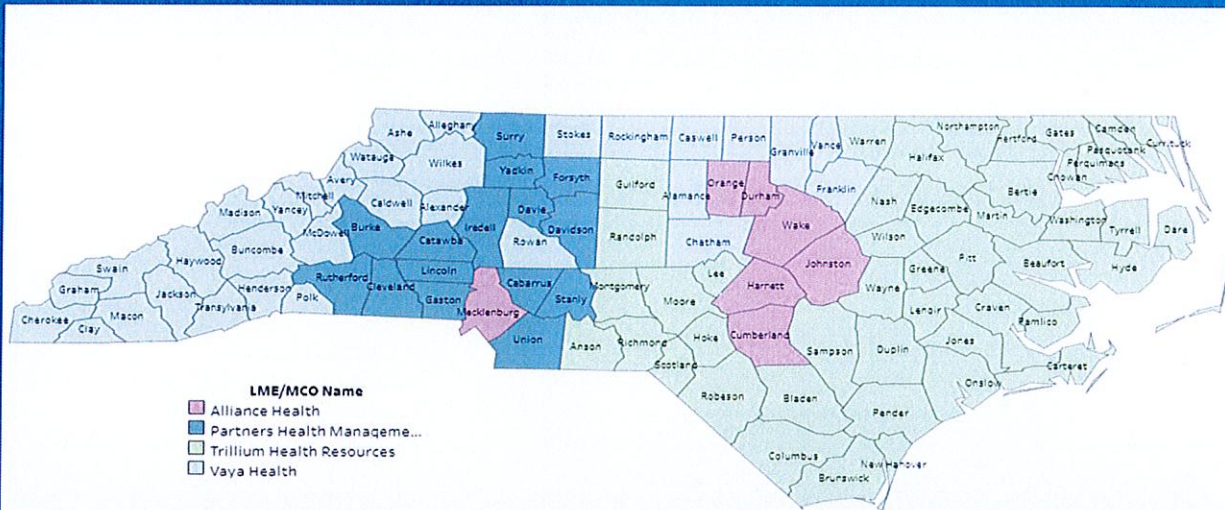 Ashe
Alleghan
Surry
Stokes
Rockingham
Caswell
Person
Granville
Vance
Warren
Northampton
Hertford
Gates
Camden
Currituck
Pasquotank
Perquimacs
Chowan
Halifax
Bertie
Watauga
Wilkes
Yadkin
Forsyth
Guilford
Alamance
Orange
Durham
Franklin
Nash
Edgecombe
Martin
Washington
Tyrrell
Dare
Mitchell
Avery
Yancey
Madison
Caldwell
Alexander
Iredell
Davie
Davidson
Randolph
Chatham
Wake
Wilson
Pitt
Beaufort
Hyde
McDowell
Burke
Catawba
Rowan
Buncombe
Haywood
Swain
Graham
Cherokee
Clay
Macon
Jackson
Transylvania
Henderson
Polk
Rutherford
Cleveland
Lincoln
Gaston
Mecklenburg
Cabarrus
Stanly
Union
Anson
Montgomery
Moore
Lee
Harnett
Johnston
Wayne
Greene
Lenoir
Craven
Pamlico
Jones
Carteret
Onslow
Duplin
Sampson
Cumberland
Hoke
Richmond
Scotland
Robeson
Bladen
Pender
Columbus
Brunswick
New Hanover
LME/MCO Name
Alliance Health
Partners Health Manageme...
Trillium Health Resources
Vaya Health